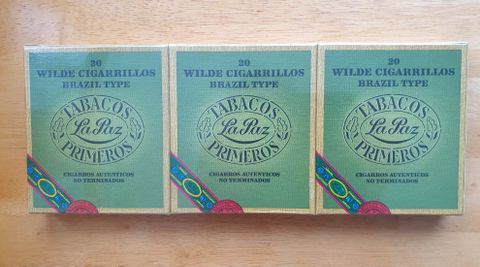 20
WILDE CIGARRILLOS
BRAZIL TYPE
TABACOS
La Paz
PRIMEROS
CIGARROS AUTENTICOS
NO TERMINADOS
20
WILDE CIGARRILLOS
BRAZIL TYPE
TABACOS
La Paz
PRIMEROS
CIGARROS AUTENTICOS
NO TERMINADOS
20
WILDE CIGARRILLOS
BRAZIL TYPE
TABACOS
La Paz
PRIMEROS
CIGARROS AUTENTICOS
NO TERMINADOS